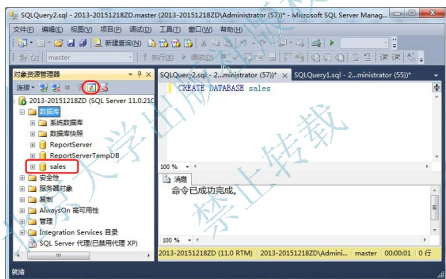 SQLQuery2.sql - 2013-20151218ZD.master (2013-20151218ZD\Administrator (57))* - Microsoft SQL Server Manag...
文件(F) 编辑(E) 视图(V) 项目(P) 调试(D) 工具(T) 窗口(W) 帮助(H)
新建查询(N)
master 执行(X) 调试(D)
对象资源管理器
SQLQuery2.sql - 2...ministrator (57))* SQLQuery1.sql - 2...ministrator (55))*
连接
CREATE DATABASE sales
2013-20151218ZD (SQL Server 11.0.210
数据库
系统数据库
数据库快照
ReportServer
ReportServerTempDB
sales
安全性
服务器对象
复制
AlwaysOn 高可用性
管理
Integration Services 目录
SQL Server 代理(已禁用代理 XP)
100 %
消息
命令已成功完成。
100 %
2013-20151218ZD (11.0 RTM) 2013-20151218ZD\Admini... master 00:00:01 0 行
就绪
禁止转载